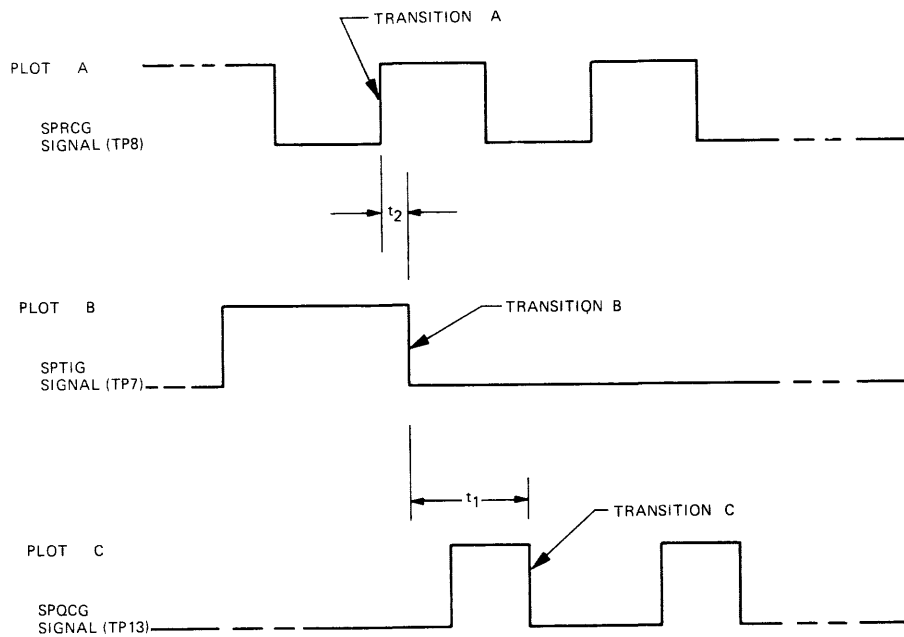 TRANSITION A
PLOT A
SPRCG
SIGNAL (TP8)
t2
PLOT B
TRANSITION B
SPTIG
SIGNAL (TP7)
t1
TRANSITION C
PLOT C
SPQCG
SIGNAL (TP13)